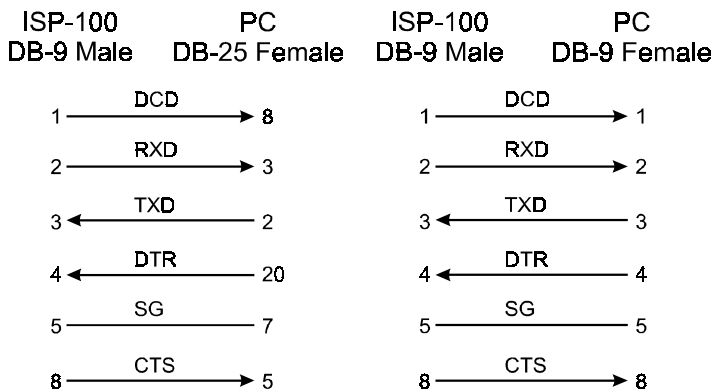 ISP-100 PC ISP-100 PC
DB-9 Male DB-25 Female DB-9 Male DB-9 Female
DCD DCD
1 8 1 1
RXD RXD
2 3 2 2
TXD TXD
3 2 3 3
DTR DTR
4 20 4 4
SG SG
5 7 5 5
CTS CTS
8 5 8 8